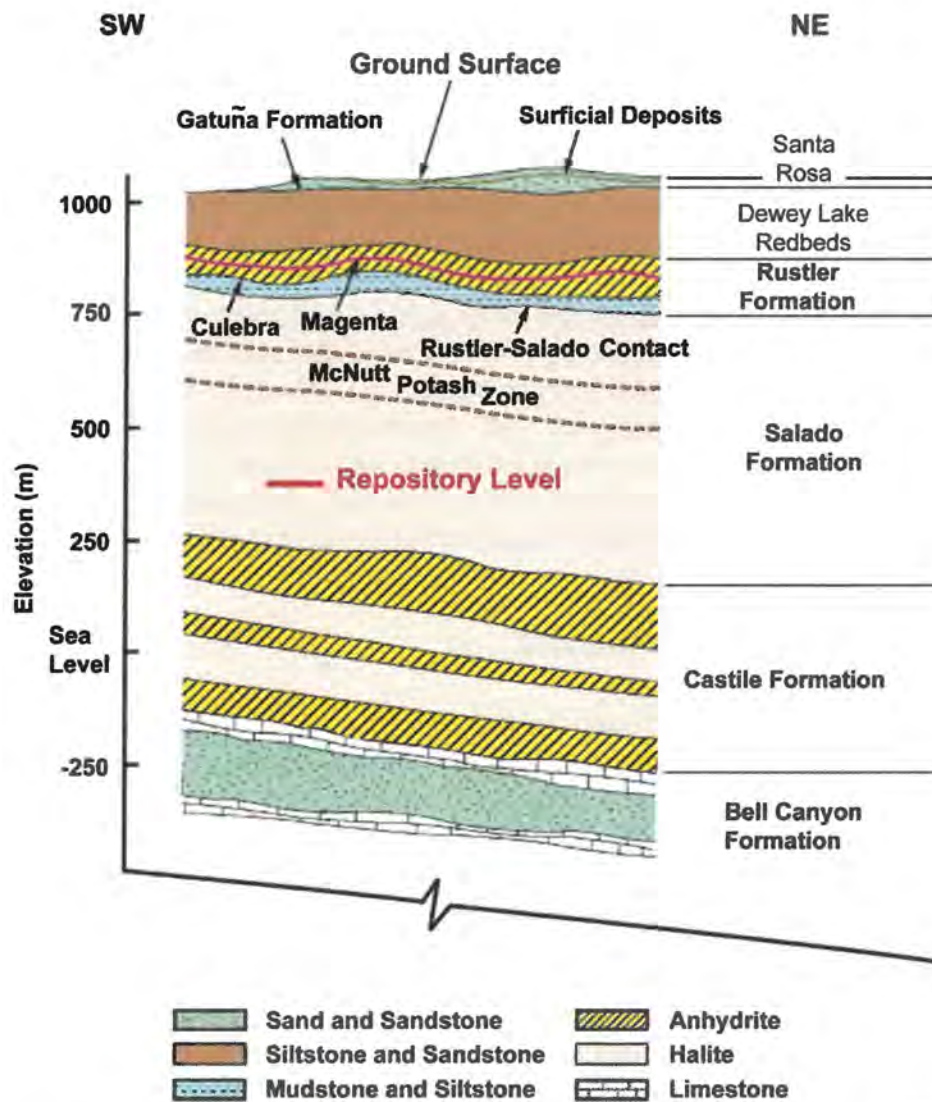 SW
NE
Ground Surface
Gatuña Formation
Surficial Deposits
Santa
Rosa
1000
Dewey Lake
Redbeds
Rustler
Formation
750
Culebra
Magenta
Rustler-Salado Contact
McNutt Potash Zone
500
Salado
Formation
Repository Level
Elevation (m)
250
Sea
Level
Castile Formation
-250
Bell Canyon
Formation
Sand and Sandstone
Anhydrite
Siltstone and Sandstone
Halite
Mudstone and Siltstone
Limestone